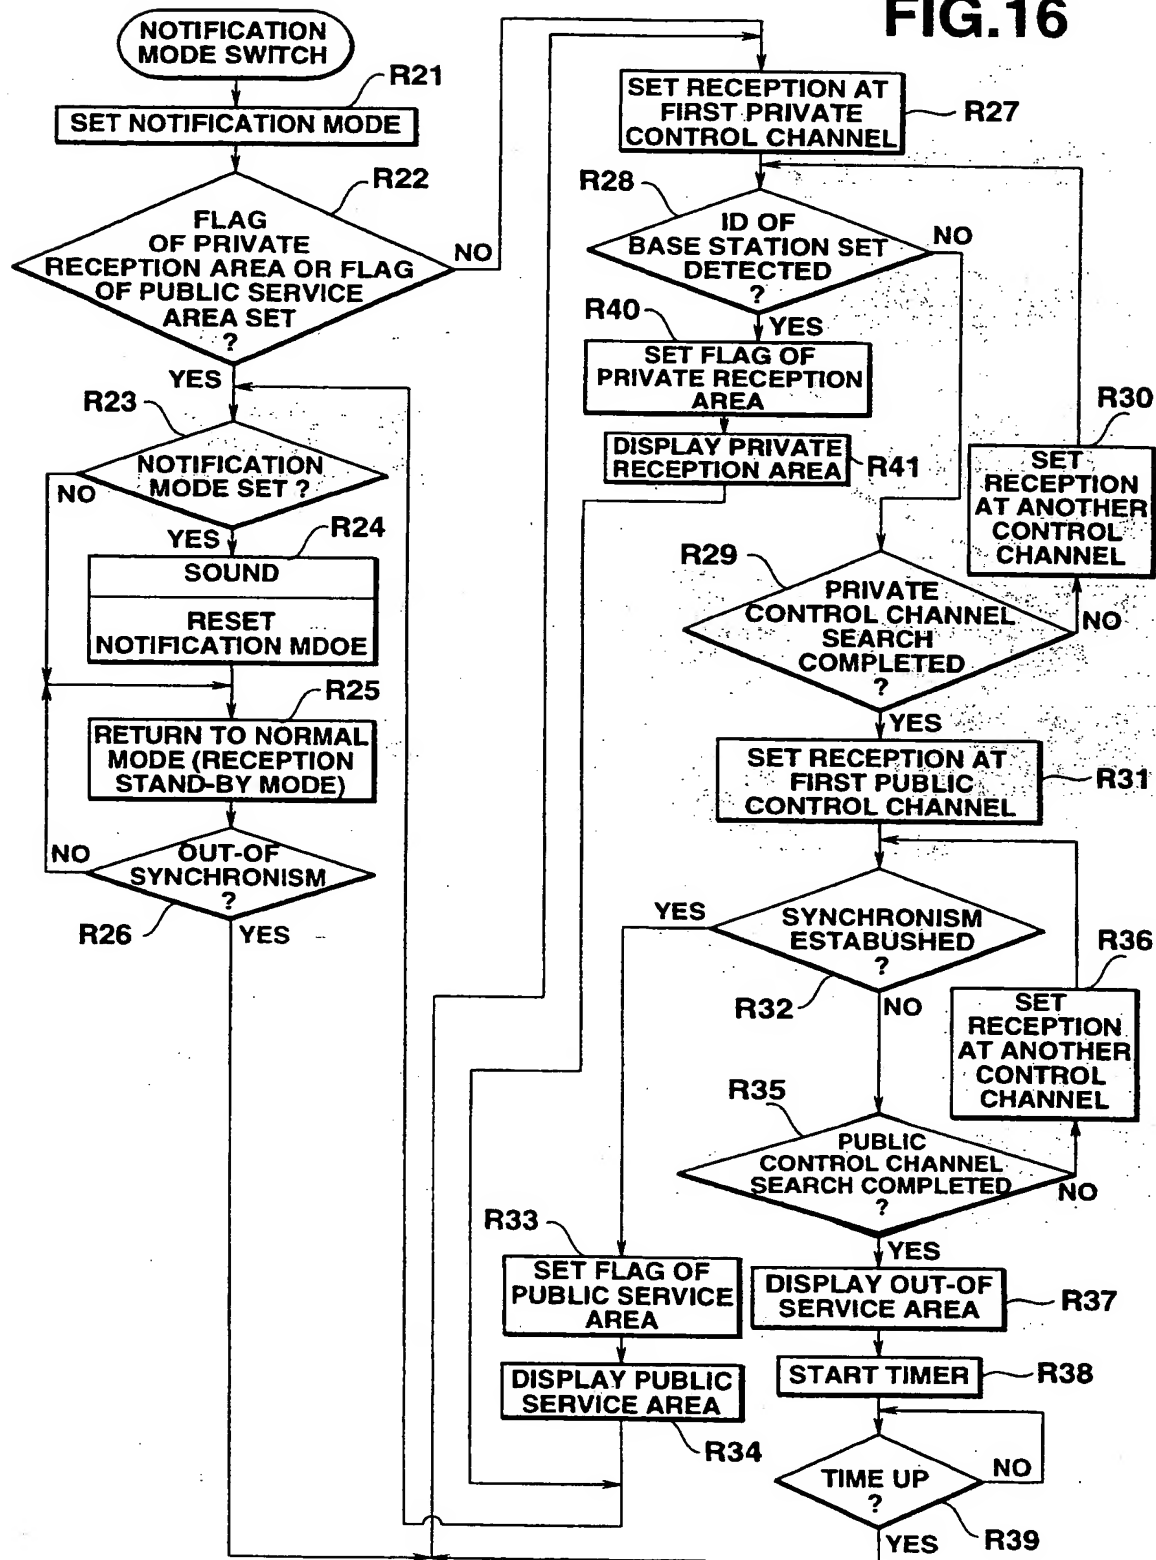 FIG.16
NOTIFICATION
MODE SWITCH
R21
SET NOTIFICATION MODE
R22
FLAG
OF PRIVATE
RECEPTION AREA OR FLAG
OF PUBLIC SERVICE
AREA SET
?
NO
YES
R23
NOTIFICATION
MODE SET ?
NO
YES
R24
SOUND
RESET
NOTIFICATION MDOE
R25
RETURN TO NORMAL
MODE (RECEPTION
STAND-BY MODE)
NO
OUT-OF
SYNCHRONISM
?
R26
YES
SET RECEPTION AT
FIRST PRIVATE
CONTROL CHANNEL
R27
R28
ID OF
BASE STATION SET
DETECTED
?
NO
R40
YES
SET FLAG OF
PRIVATE RECEPTION
AREA
DISPLAY PRIVATE
RECEPTION AREA
R41
R30
SET
RECEPTION
AT ANOTHER
CONTROL
CHANNEL
R29
PRIVATE
CONTROL CHANNEL
SEARCH
COMPLETED
?
NO
YES
SET RECEPTION AT
FIRST PUBLIC
CONTROL CHANNEL
R31
YES
SYNCHRONISM
ESTABUSHED
?
R32
NO
R36
SET
RECEPTION
AT ANOTHER
CONTROL
CHANNEL
R35
PUBLIC
CONTROL CHANNEL
SEARCH COMPLETED
?
NO
YES
R33
SET FLAG OF
PUBLIC SERVICE
AREA
DISPLAY PUBLIC
SERVICE AREA
R34
DISPLAY OUT-OF
SERVICE AREA
R37
START TIMER
R38
TIME UP
?
NO
R39
YES